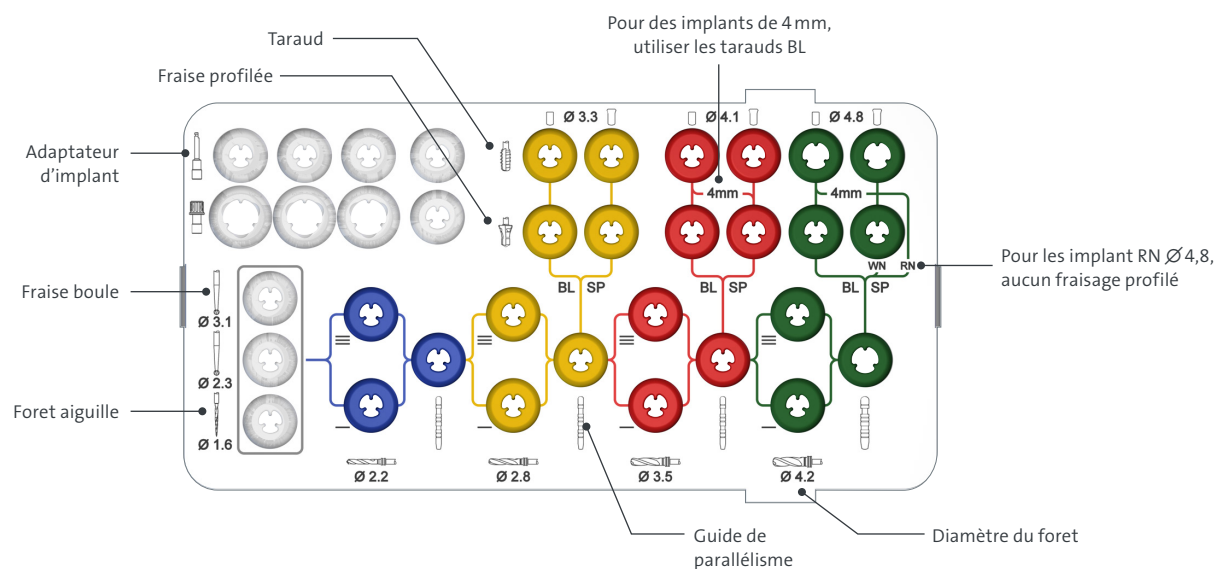 Pour des implants de 4 mm,
utiliser les tarauds BL
Taraud
Fraise profilée
Adaptateur
d’implant
Ø 3.3
Ø 4.1
Ø 4.8
4mm
4mm
WN RN
Pour les implant RN Ø 4,8,
aucun fraisage profilé
BL SP
BL SP
BL SP
Fraise boule
Ø 3.1
Ø 2.3
Foret aiguille
Ø 1.6
Ø 2.2
Ø 2.8
Ø 3.5
Ø 4.2
Guide de
parallélisme
Diamètre du foret